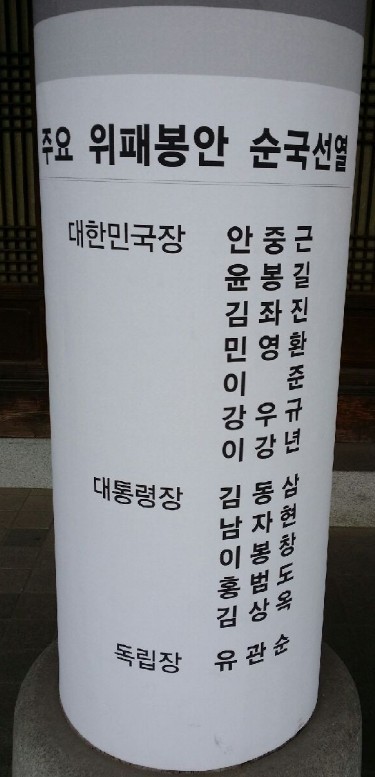 주요 위패봉안 순국선열
대한민국장 안중근
윤봉길
김좌진
민영환
이 준
강우규
이강년
대통령장 김동삼
남자현
이봉창
홍범도
김상옥
독립장 유관순